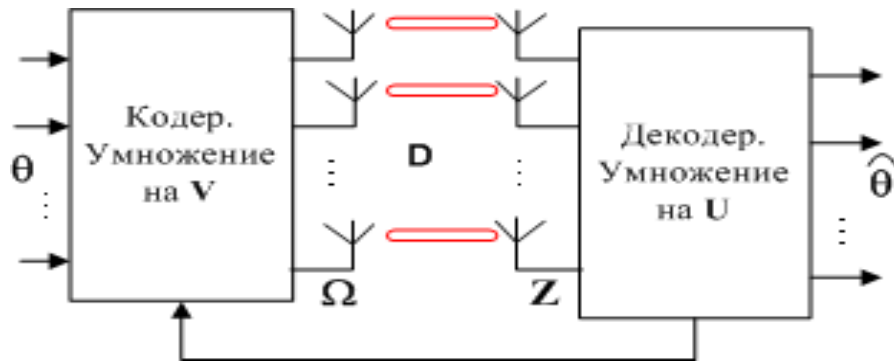 Кодер.
Умножение
на V
θ
Ω
D
Z
Декодер.
Умножение
на U
θ̂